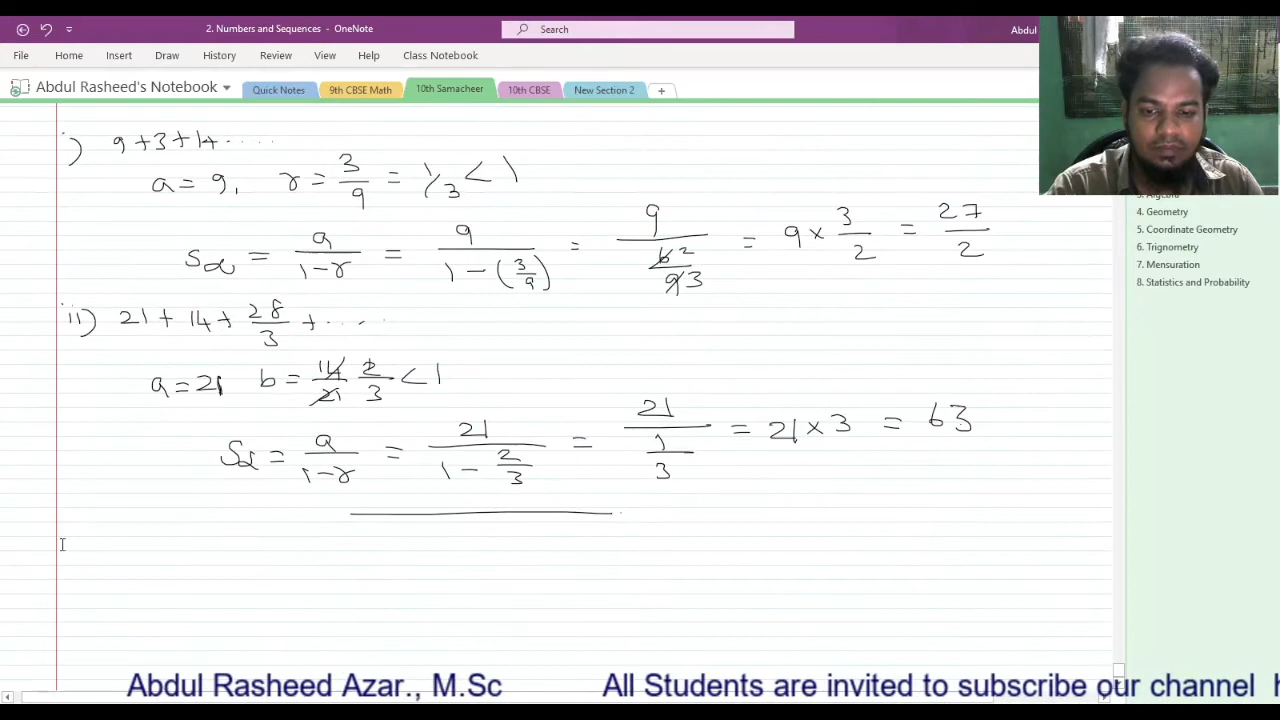 2. Numbers and Sequences - OneNote
Search
Abdul
File Home Insert Draw History Review View Help Class Notebook
Abdul Rasheed's Notebook
Quick Notes 9th CBSE Math 10th Samacheer 10th CBSE New Section 2 +
i) 9+3+1+.....
a = 9, r = 3/9 = 1/3 < 1
S∞ = a/(1-r) = 9/(1-(3/9)) = 9/(6 2/9 3) = 9 × 3/2 = 27/2
ii) 21 + 14 + 28/3 + .....
a = 21 b = 14/21 2/3 < 1
S∞ = a/(1-r) = 21/(1 - 2/3) = 21/(1/3) = 21 × 3 = 63
3. Algebra
4. Geometry
5. Coordinate Geometry
6. Trignometry
7. Mensuration
8. Statistics and Probability
Abdul Rasheed Azar., M.Sc All Students are invited to subscribe our channel